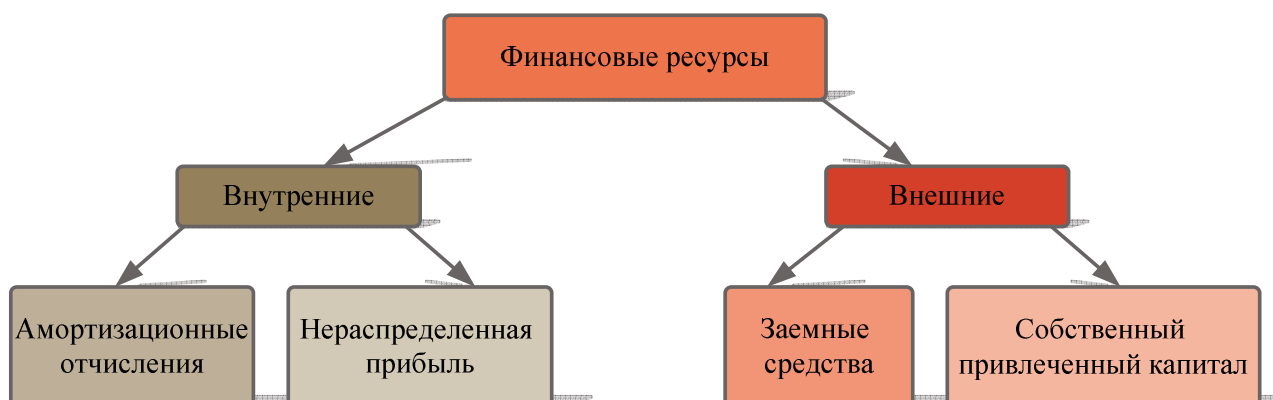 Финансовые ресурсы
Внутренние
Внешние
Амортизационные
отчисления
Нераспределенная
прибыль
Заемные
средства
Собственный
привлеченный капитал